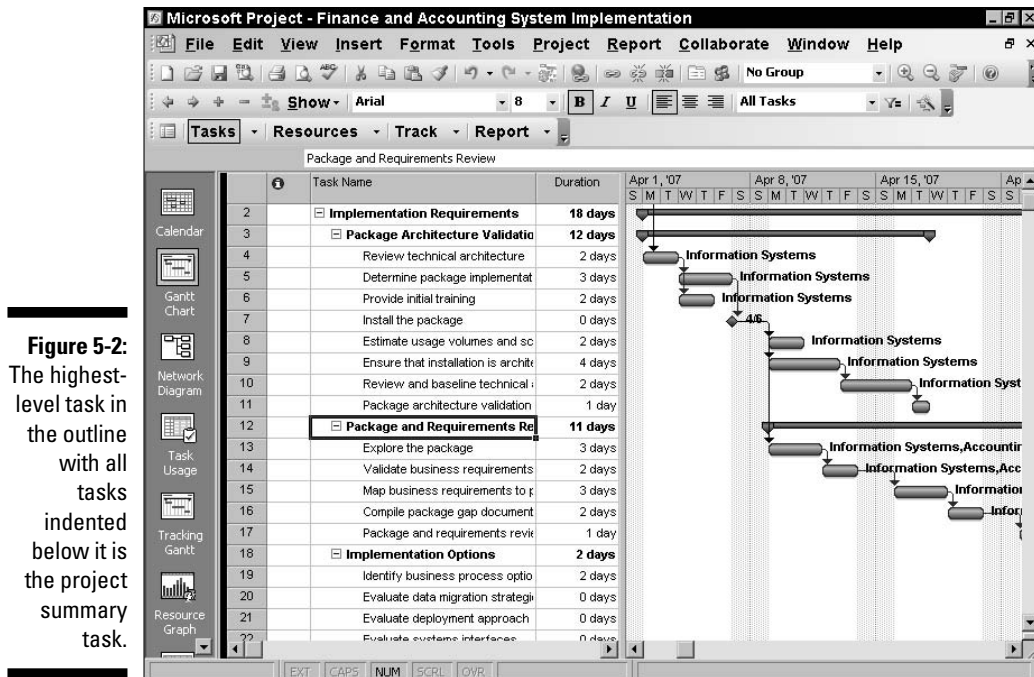 Microsoft Project - Finance and Accounting System Implementation
File Edit View Insert Format Tools Project Report Collaborate Window Help
No Group
Show Arial 8 B I U All Tasks
Tasks Resources Track Report
Package and Requirements Review
Task Name Duration Apr 1, '07 Apr 8, '07 Apr 15, '07 Ap
S M T W T F S S M T W T F S S M T W T F S S
2 Implementation Requirements 18 days
3 Package Architecture Validatio 12 days
4 Review technical architecture 2 days Information Systems
5 Determine package implementat 3 days Information Systems
6 Provide initial training 2 days Information Systems
7 Install the package 0 days 4/6
8 Estimate usage volumes and sc 2 days Information Systems
9 Ensure that installation is archite 4 days Information Systems
10 Review and baseline technical 2 days Information Syst
11 Package architecture validation 1 day
12 Package and Requirements Re 11 days
13 Explore the package 3 days Information Systems,Accountin
14 Validate business requirements 2 days Information Systems,Acc
15 Map business requirements to p 3 days Information
16 Compile package gap document 2 days Infor
17 Package and requirements revie 1 day
18 Implementation Options 2 days
19 Identify business process optio 2 days
20 Evaluate data migration strategi 0 days
21 Evaluate deployment approach 0 days
22 Evaluate systems interfaces 0 days
Calendar
Gantt
Chart
Network
Diagram
Task
Usage
Tracking
Gantt
Resource
Graph
EXT CAPS NUM SCRL OVR
Figure 5-2:
The highest-
level task in
the outline
with all
tasks
indented
below it is
the project
summary
task.